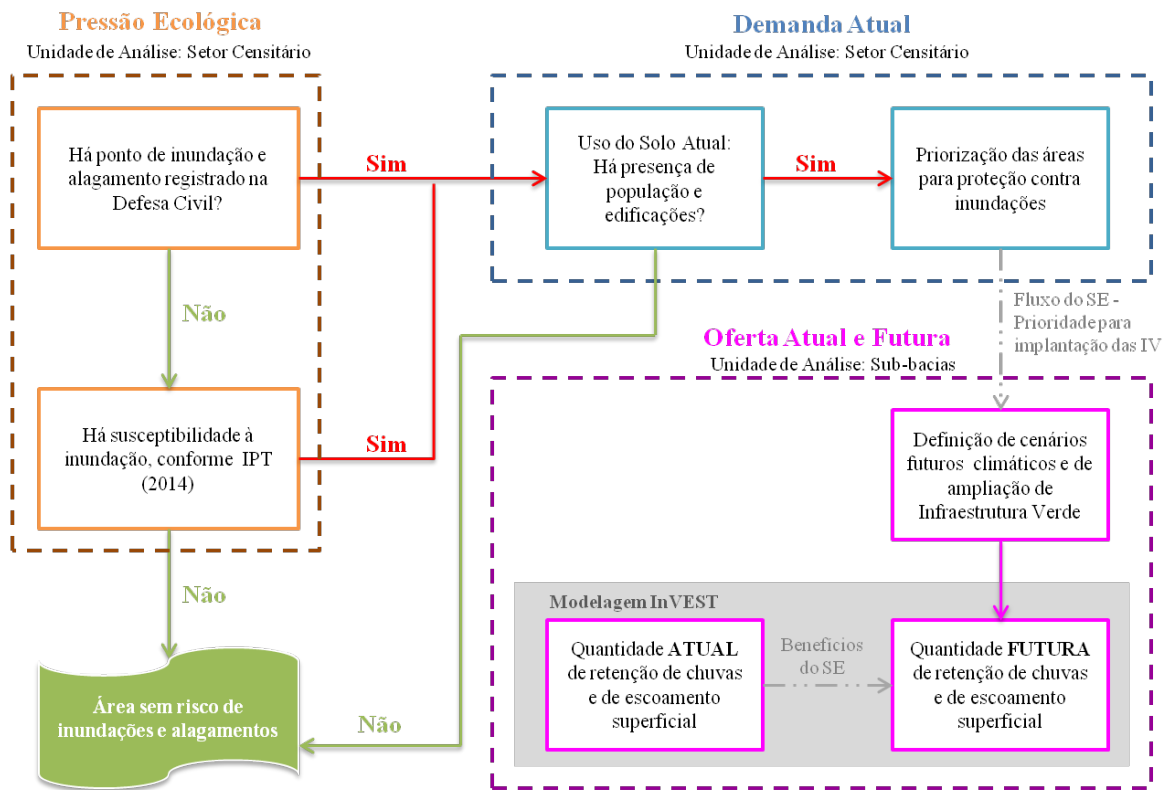 Pressão Ecológica
Unidade de Análise: Setor Censitário
Há ponto de inundação e
alagamento registrado na
Defesa Civil?
Sim
Não
Há susceptibilidade à
inundação, conforme IPT
(2014)
Sim
Não
Área sem risco de
inundações e alagamentos
Demanda Atual
Unidade de Análise: Setor Censitário
Uso do Solo Atual:
Há presença de
população e
edificações?
Sim
Não
Priorização das áreas
para proteção contra
inundações
Fluxo do SE -
Prioridade para
implantação das IV
Oferta Atual e Futura
Unidade de Análise: Sub-bacias
Definição de cenários
futuros climáticos e de
ampliação de
Infraestrutura Verde
Modelagem InVEST
Quantidade ATUAL
de retenção de chuvas
e de escoamento
superficial
Benefícios
do SE
Quantidade FUTURA
de retenção de chuvas
e de escoamento
superficial